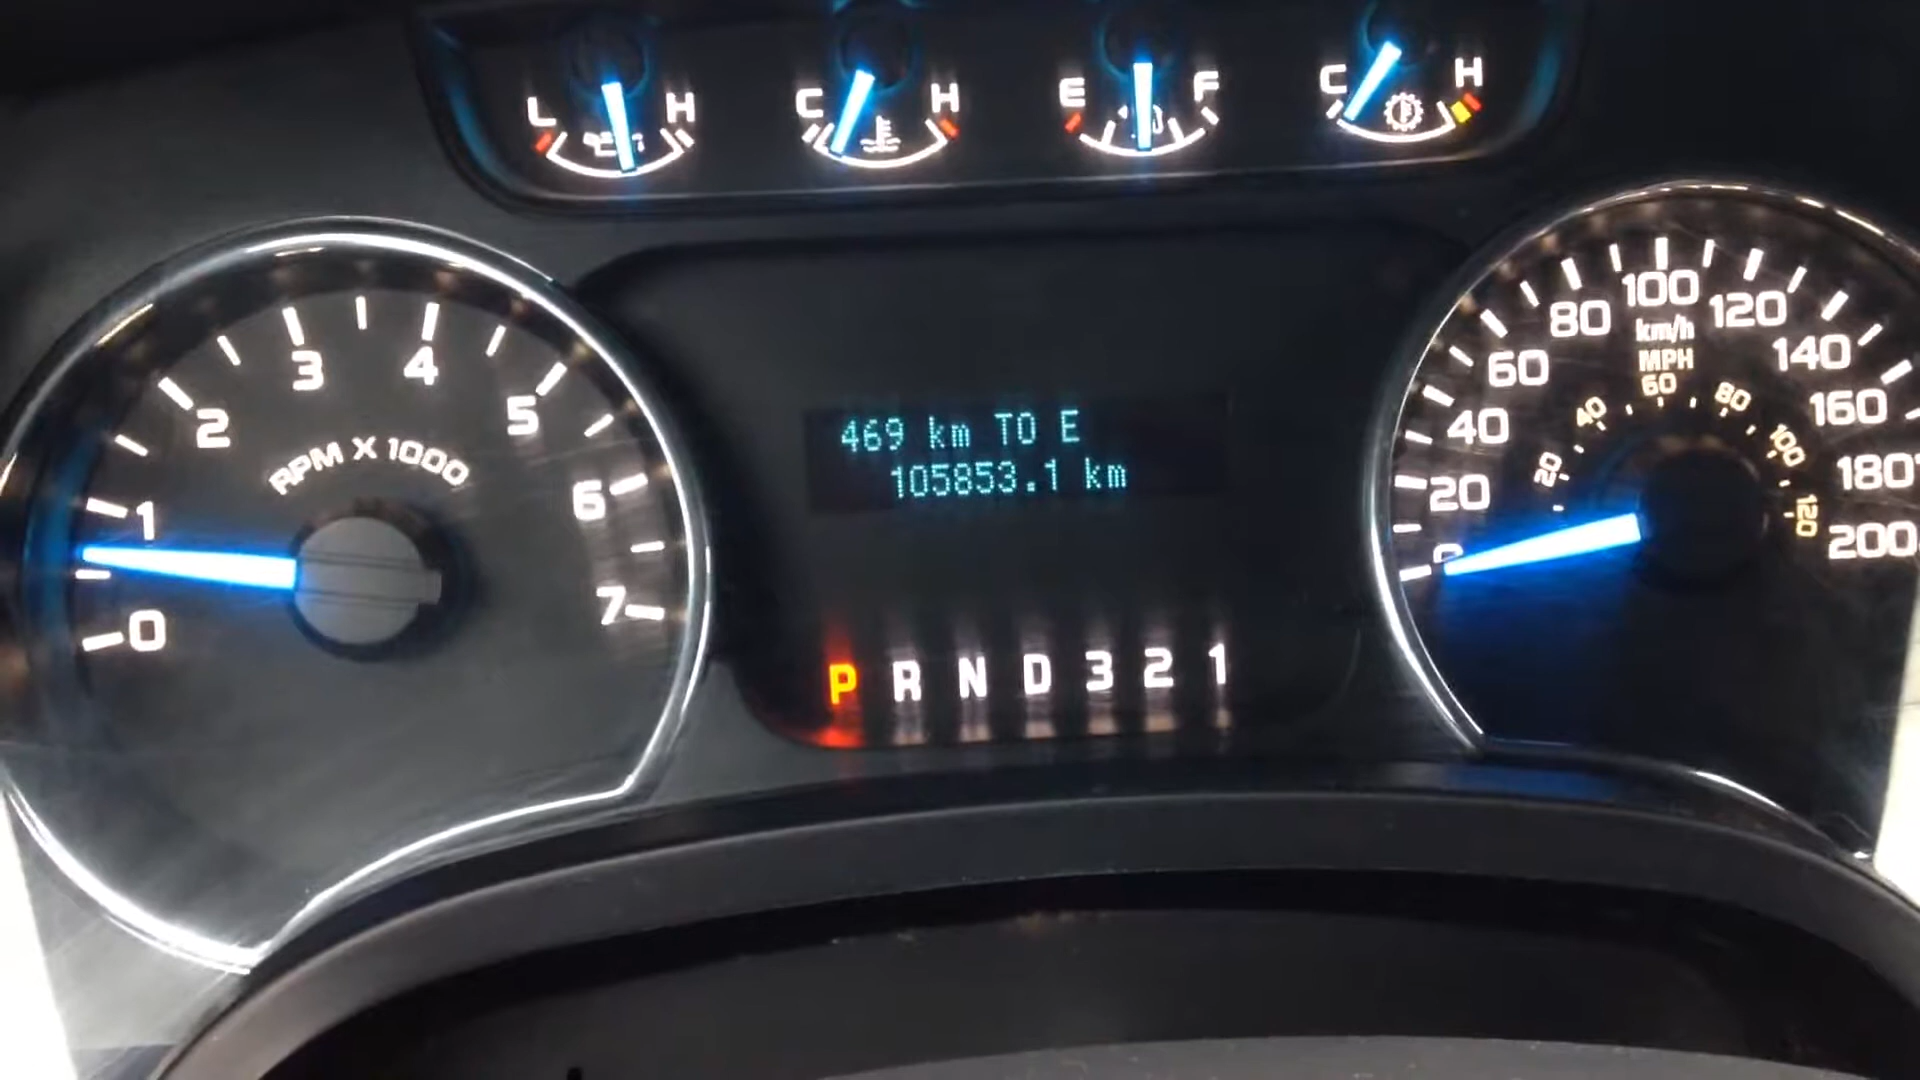 L H
C H
E F
C H
0 1 2 3 4 5 6 7
RPM X 1000
469 km TO E
105853.1 km
P R N D 3 2 1
0 20 40 60 80 100 120 140 160 180 200
km/h
MPH
20 40 60 80 100 120